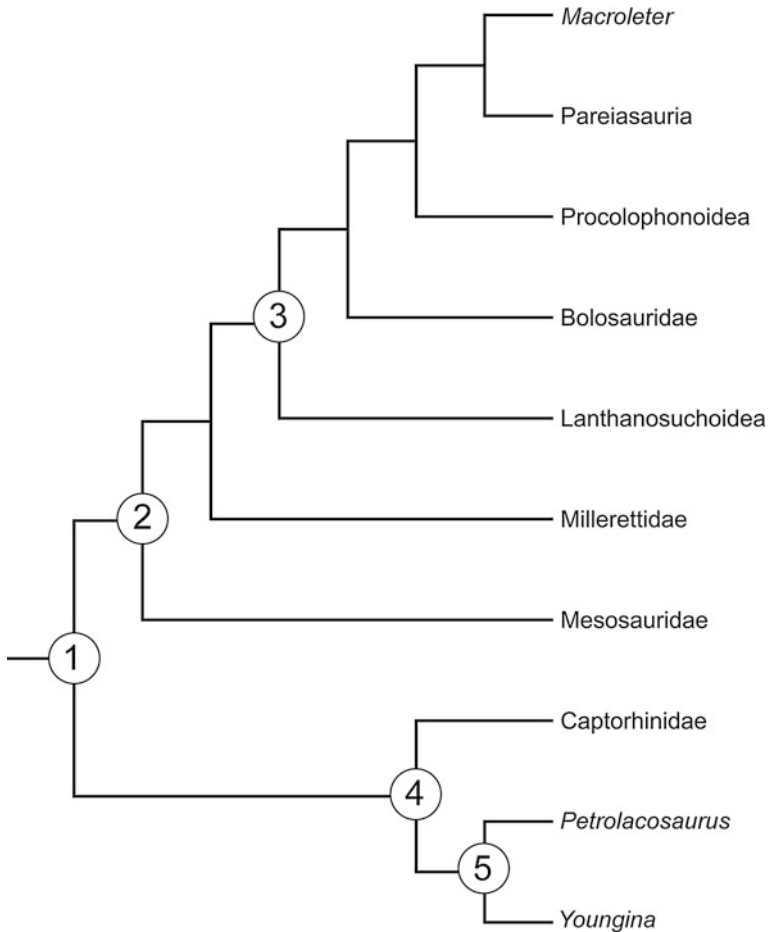 Macroleter
Pareiasauria
Procolophonoidea
3
Bolosauridae
Lanthanosuchoidea
2
Millerettidae
Mesosauridae
1
Captorhinidae
4
Petrolacosaurus
5
Youngina